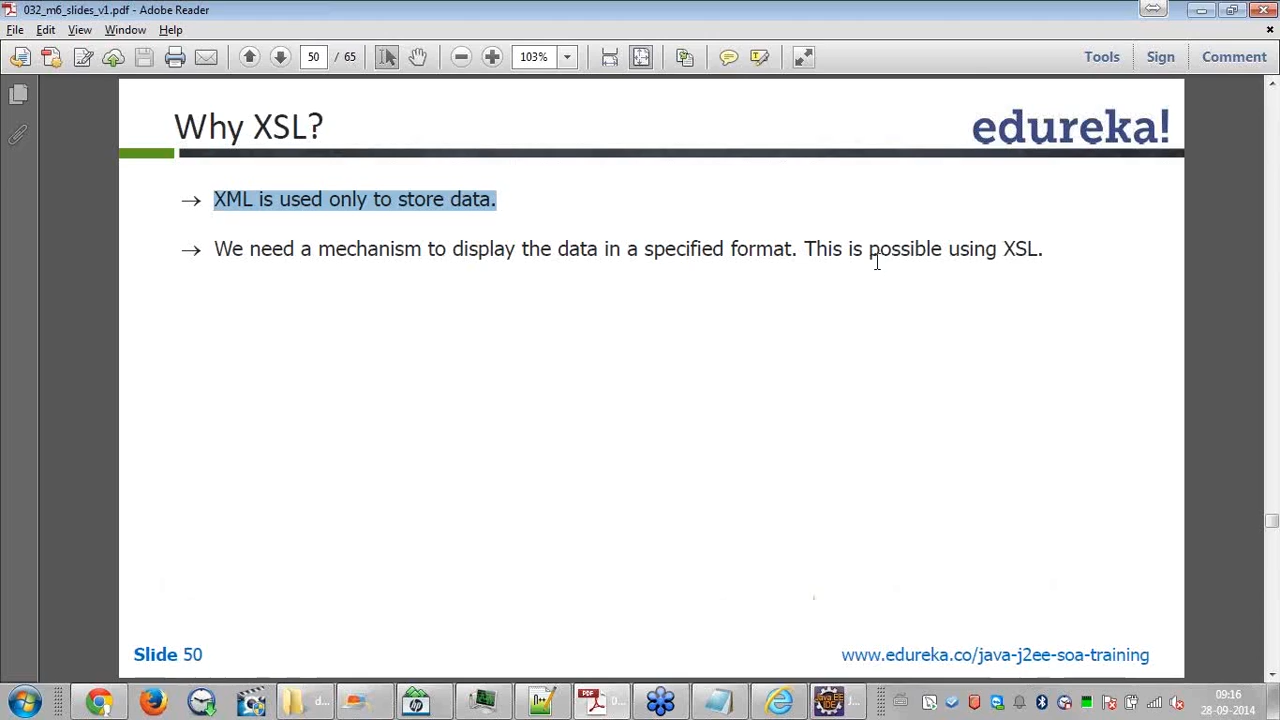 032_m6_slides_v1.pdf - Adobe Reader
File Edit View Window Help
50 / 65 103% Tools Sign Comment
Why XSL? edureka!
→ XML is used only to store data.
→ We need a mechanism to display the data in a specified format. This is possible using XSL.
Slide 50 www.edureka.co/java-j2ee-soa-training
09:16
28-09-2014